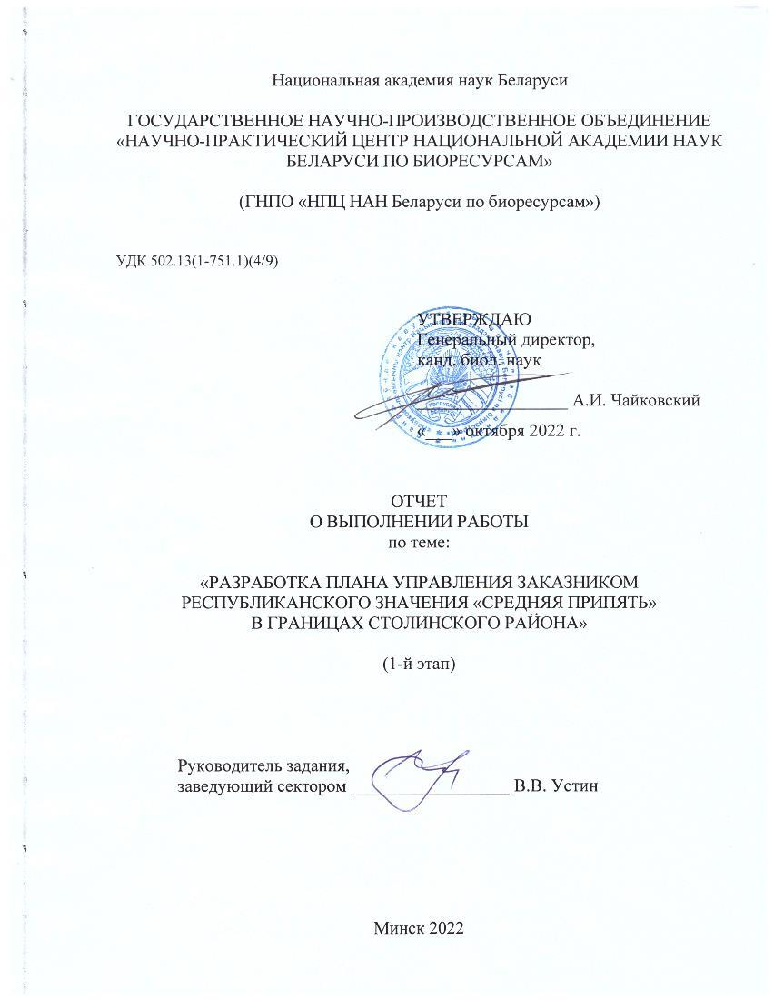 Национальная академия наук Беларуси
ГОСУДАРСТВЕННОЕ НАУЧНО-ПРОИЗВОДСТВЕННОЕ ОБЪЕДИНЕНИЕ
«НАУЧНО-ПРАКТИЧЕСКИЙ ЦЕНТР НАЦИОНАЛЬНОЙ АКАДЕМИИ НАУК
БЕЛАРУСИ ПО БИОРЕСУРСАМ»
(ГНПО «НПЦ НАН Беларуси по биоресурсам»)
УДК 502.13(1-751.1)(4/9)
УТВЕРЖДАЮ
Генеральный директор,
канд. биол. наук
А.И. Чайковский
«___» октября 2022 г.
ОТЧЕТ
О ВЫПОЛНЕНИИ РАБОТЫ
по теме:
«РАЗРАБОТКА ПЛАНА УПРАВЛЕНИЯ ЗАКАЗНИКОМ
РЕСПУБЛИКАНСКОГО ЗНАЧЕНИЯ «СРЕДНЯЯ ПРИПЯТЬ»
В ГРАНИЦАХ СТОЛИНСКОГО РАЙОНА»
(1-й этап)
Руководитель задания,
заведующий сектором __________________ В.В. Устин
Минск 2022